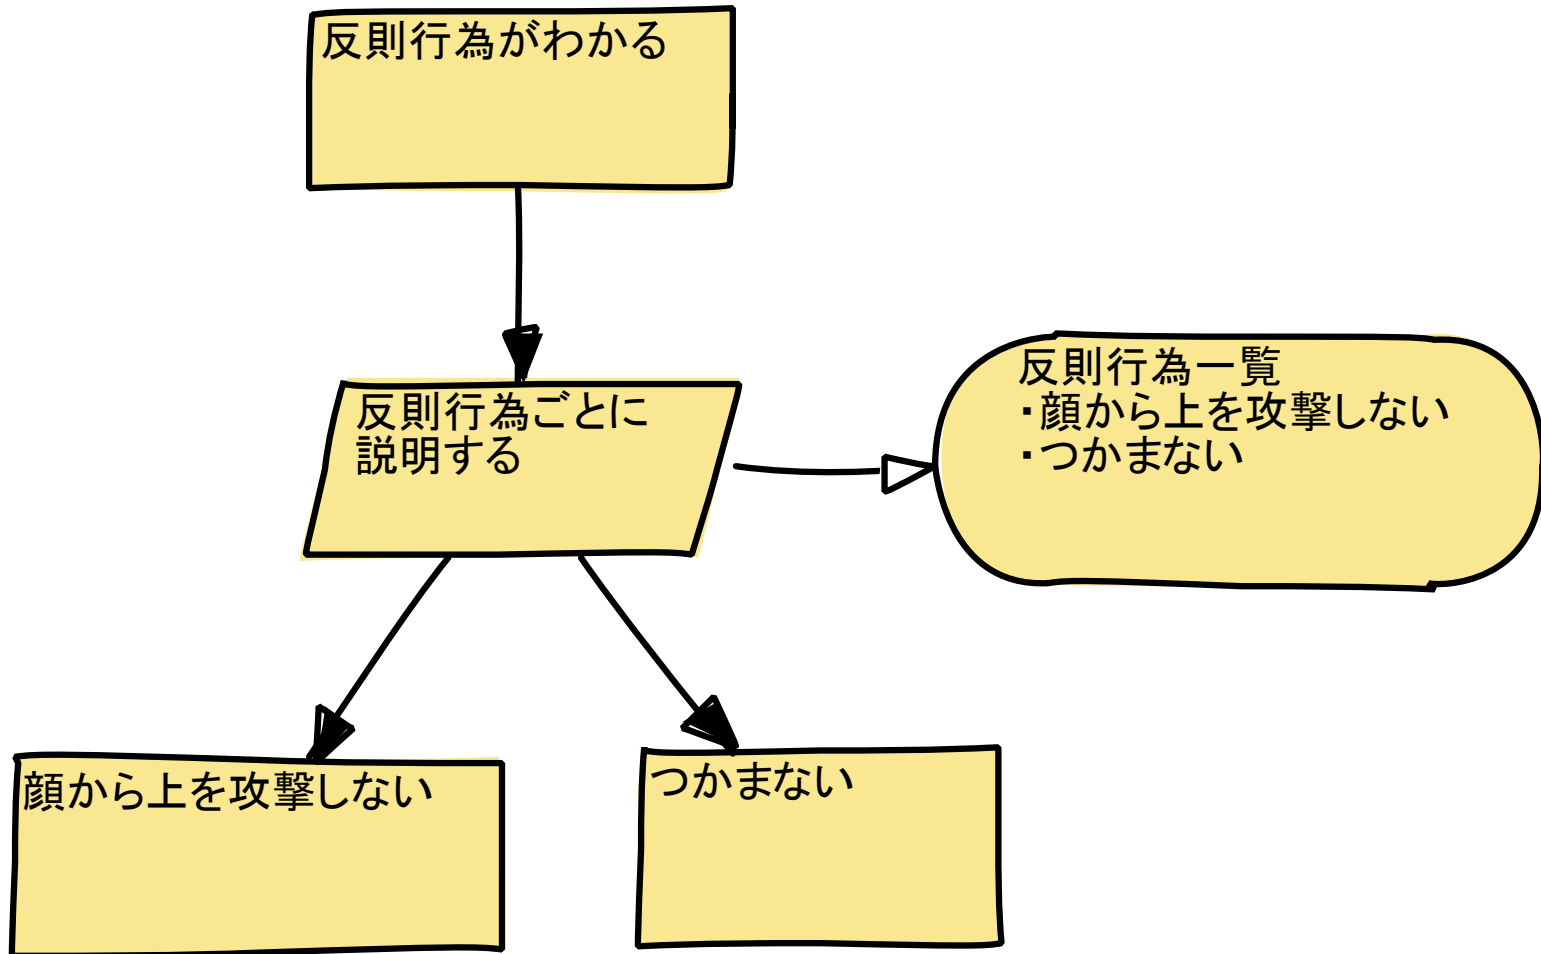 反則行為がわかる
反則行為ごとに
説明する
反則行為一覧
・顔から上を攻撃しない
・つかまない
顔から上を攻撃しない
つかまない